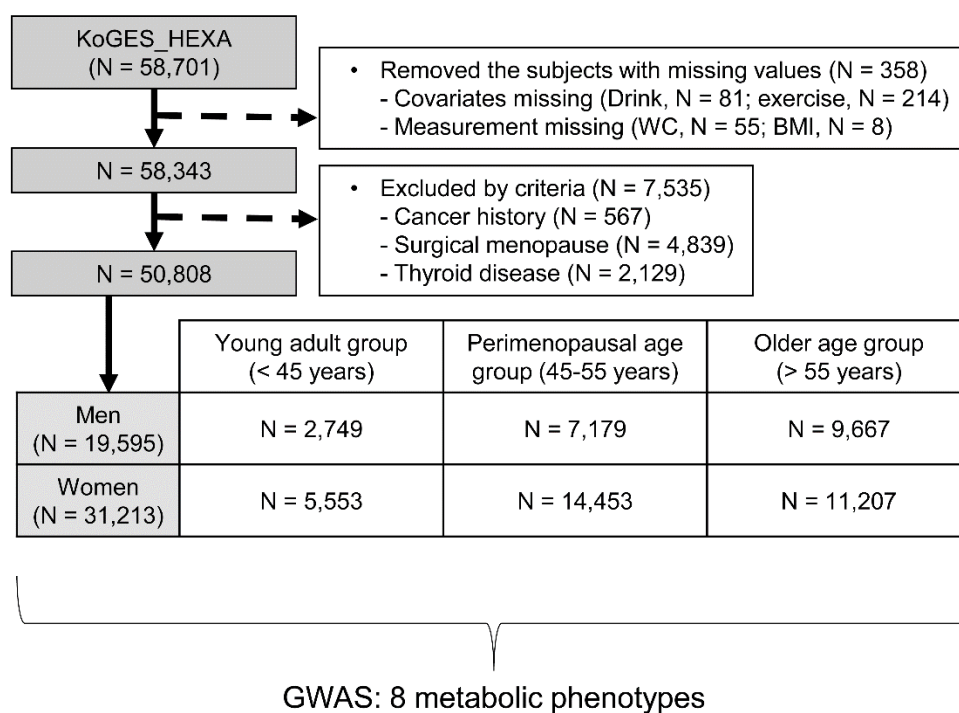 KoGES_HEXA
(N = 58,701)
• Removed the subjects with missing values (N = 358)
- Covariates missing (Drink, N = 81; exercise, N = 214)
- Measurement missing (WC, N = 55; BMI, N = 8)
N = 58,343
• Excluded by criteria (N = 7,535)
- Cancer history (N = 567)
- Surgical menopause (N = 4,839)
- Thyroid disease (N = 2,129)
N = 50,808
Young adult group
(< 45 years)
Perimenopausal age
group (45-55 years)
Older age group
(> 55 years)
Men
(N = 19,595)
N = 2,749
N = 7,179
N = 9,667
Women
(N = 31,213)
N = 5,553
N = 14,453
N = 11,207
GWAS: 8 metabolic phenotypes